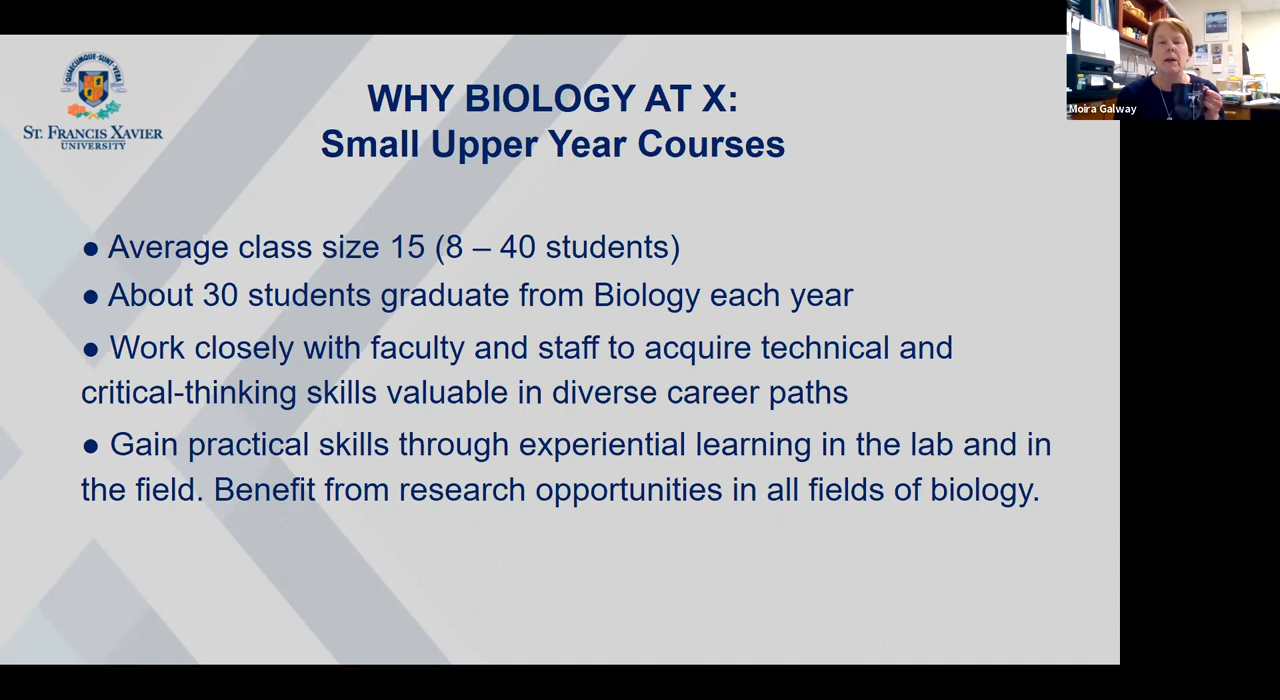 QUAECUMQUE·SUNT·VERA
ST. FRANCIS XAVIER
UNIVERSITY
WHY BIOLOGY AT X:
Small Upper Year Courses
● Average class size 15 (8 – 40 students)
● About 30 students graduate from Biology each year
● Work closely with faculty and staff to acquire technical and
critical-thinking skills valuable in diverse career paths
● Gain practical skills through experiential learning in the lab and in
the field. Benefit from research opportunities in all fields of biology.
Moira Galway